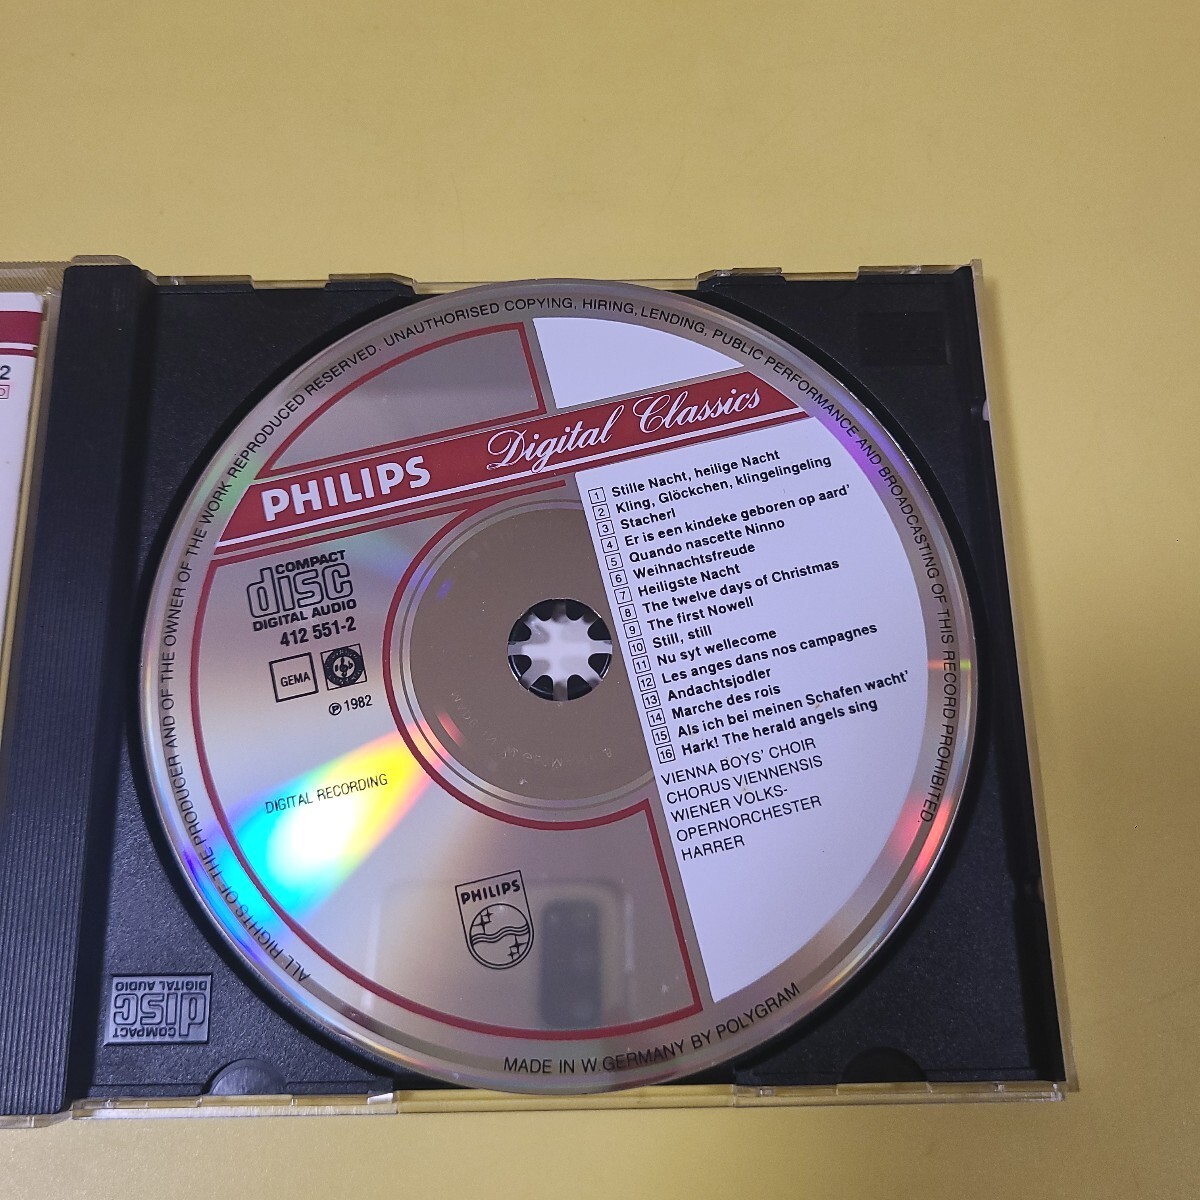 ALL RIGHTS OF THE PRODUCER AND OF THE OWNER OF THE WORK REPRODUCED RESERVED. UNAUTHORISED COPYING, HIRING, LENDING, PUBLIC PERFORMANCE AND BROADCASTING OF THIS RECORD PROHIBITED.
PHILIPS Digital Classics
COMPACT
disc
DIGITAL AUDIO
412 551-2
GEMA
℗ 1982
DIGITAL RECORDING
1 Stille Nacht, heilige Nacht
2 Kling, Glöckchen, klingelingeling
3 Stacherl
4 Er is een kindeke geboren op aard'
5 Quando nascette Ninno
6 Weihnachtsfreude
7 Heiligste Nacht
8 The twelve days of Christmas
9 The first Nowell
10 Still, still
11 Nu syt wellecome
12 Les anges dans nos campagnes
13 Andachtsjodler
14 Marche des rois
15 Als ich bei meinen Schafen wacht'
16 Hark! The herald angels sing
VIENNA BOYS' CHOIR
CHORUS VIENNENSIS
WIENER VOLKS-
OPERNORCHESTER
HARRER
PHILIPS
MADE IN W. GERMANY BY POLYGRAM
COMPACT
disc
DIGITAL AUDIO
2